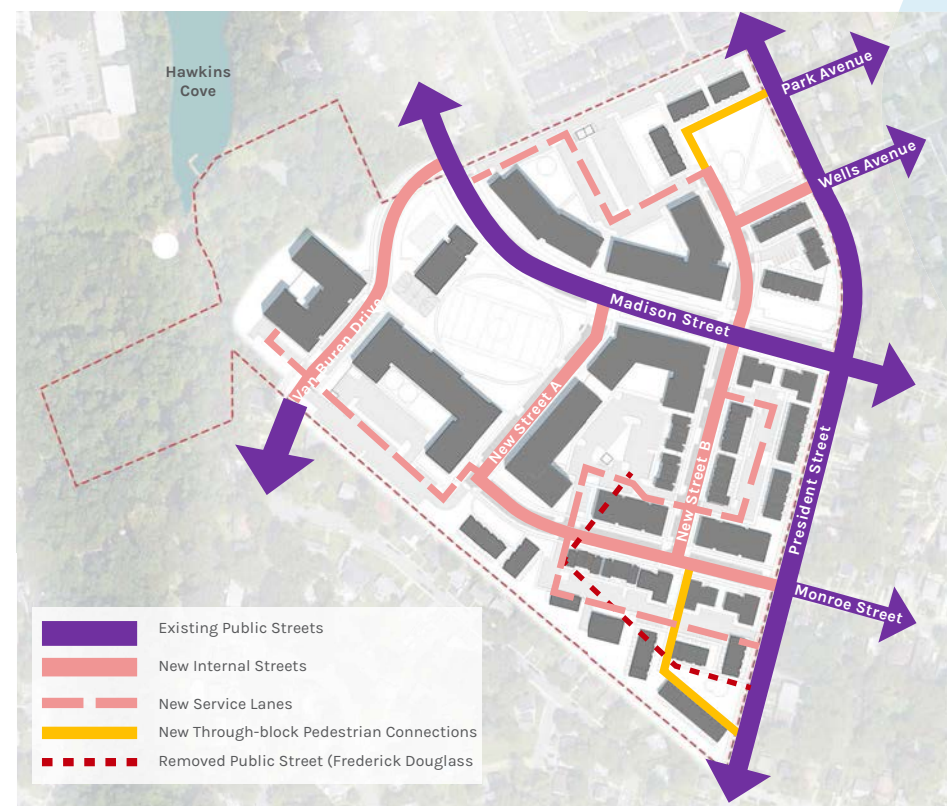 Hawkins
Cove
Park Avenue
Wells Avenue
Madison Street
Van Buren Drive
New Street A
New Street B
President Street
Monroe Street
Existing Public Streets
New Internal Streets
New Service Lanes
New Through-block Pedestrian Connections
Removed Public Street (Frederick Douglass